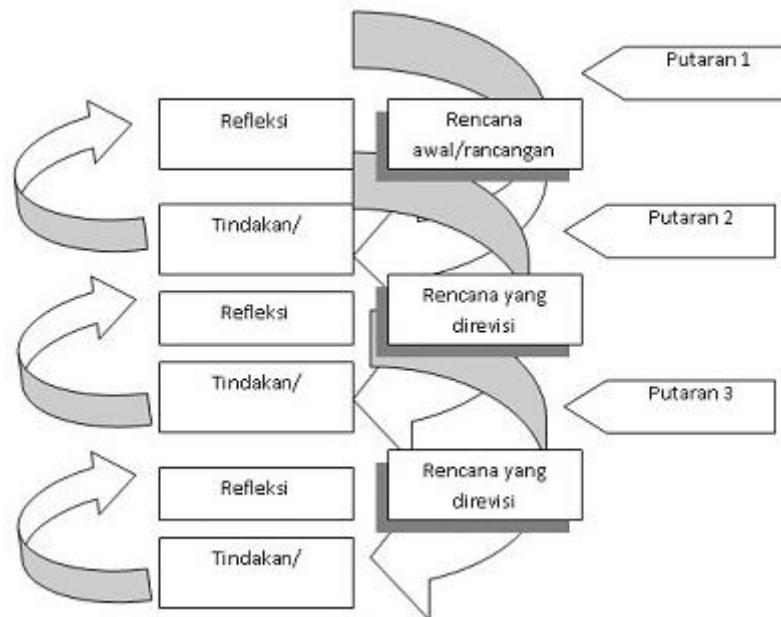 Putaran 1
Refleksi
Rencana
awal/rancangan
Putaran 2
Tindakan/
Rencana yang
direvisi
Refleksi
Tindakan/
Putaran 3
Rencana yang
direvisi
Refleksi
Tindakan/